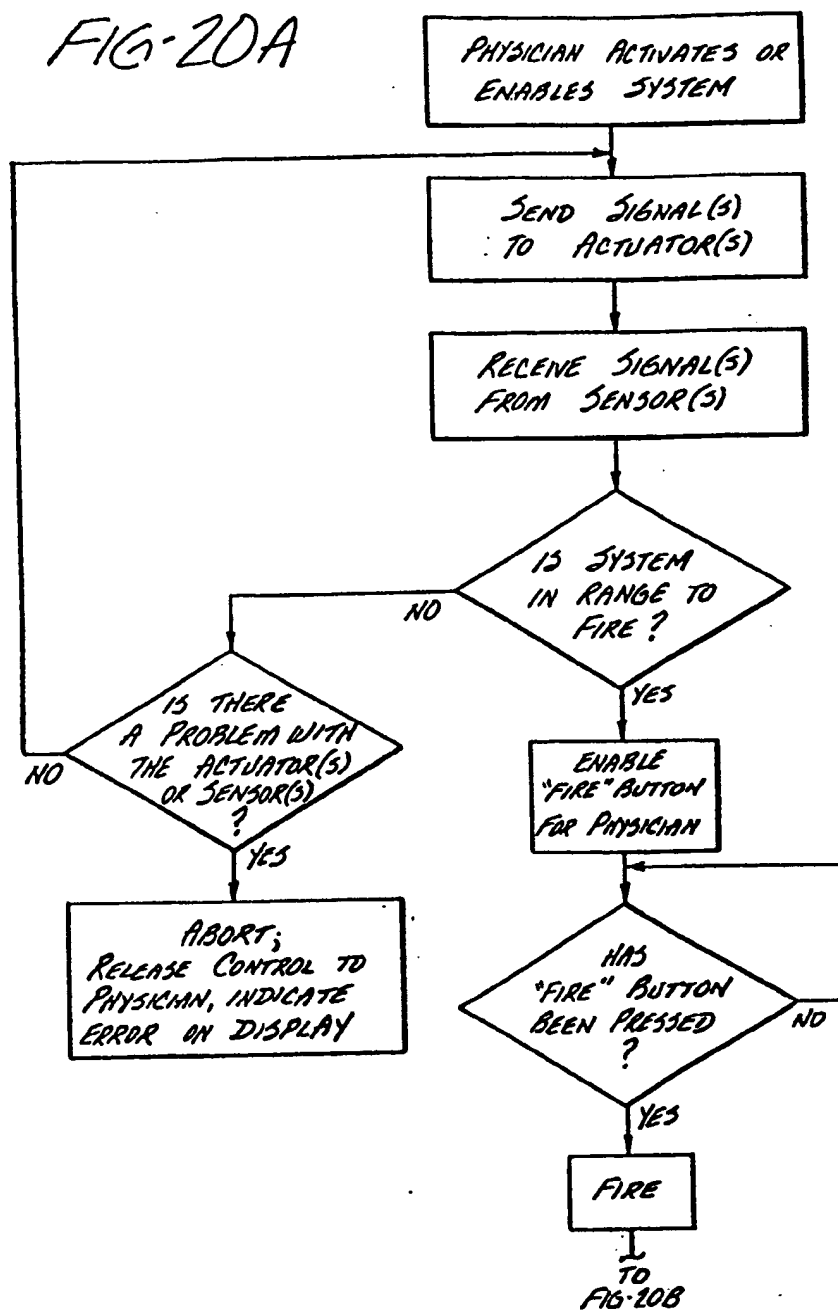 FIG-20A
PHYSICIAN ACTIVATES OR
ENABLES SYSTEM
SEND SIGNAL(S)
TO ACTUATOR(S)
RECEIVE SIGNAL(S)
FROM SENSOR(S)
IS SYSTEM
IN RANGE TO
FIRE?
NO
YES
IS THERE
A PROBLEM WITH
THE ACTUATOR(S)
OR SENSOR(S)
?
NO
YES
ABORT;
RELEASE CONTROL TO
PHYSICIAN, INDICATE
ERROR ON DISPLAY
ENABLE
"FIRE" BUTTON
FOR PHYSICIAN
HAS
"FIRE" BUTTON
BEEN PRESSED
?
NO
YES
FIRE
TO
FIG-20B